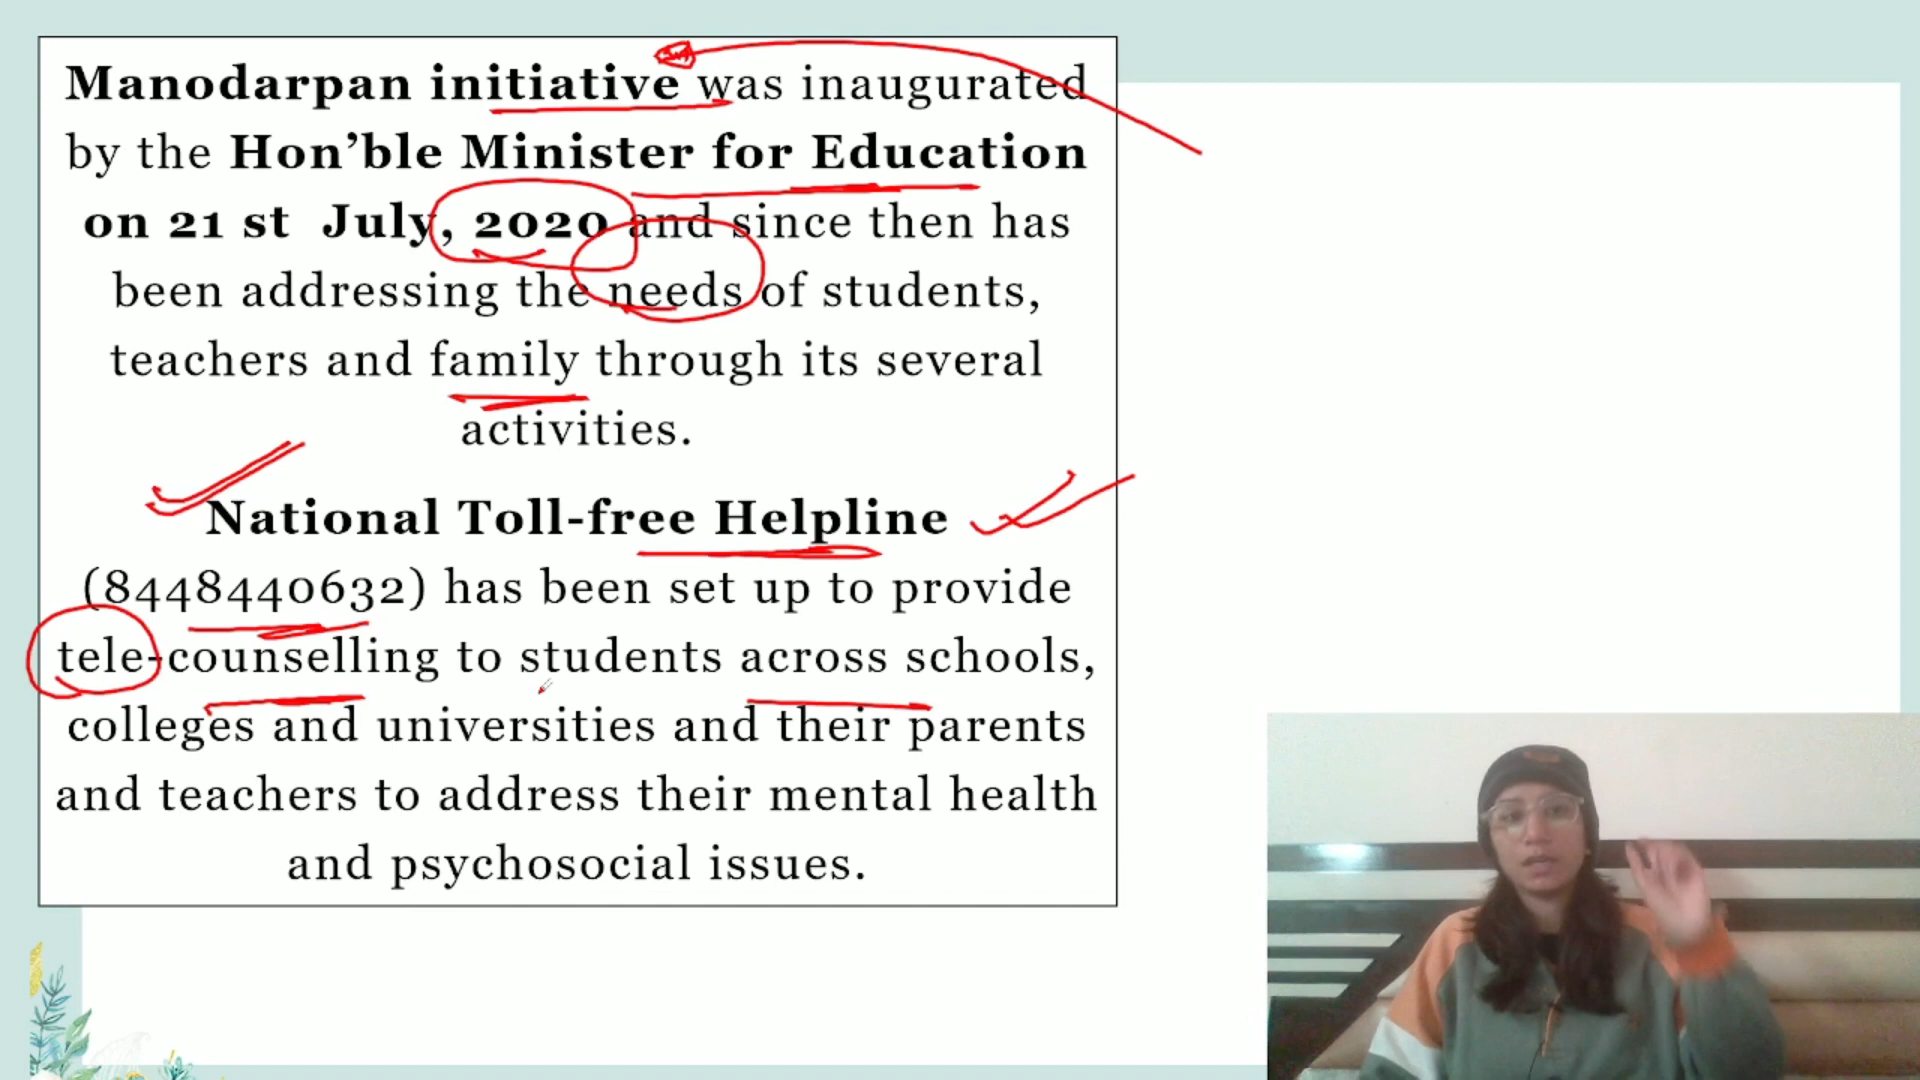 Manodarpan initiative was inaugurated
by the Hon’ble Minister for Education
on 21 st July, 2020 and since then has
been addressing the needs of students,
teachers and family through its several
activities.
National Toll-free Helpline
(8448440632) has been set up to provide
tele-counselling to students across schools,
colleges and universities and their parents
and teachers to address their mental health
and psychosocial issues.